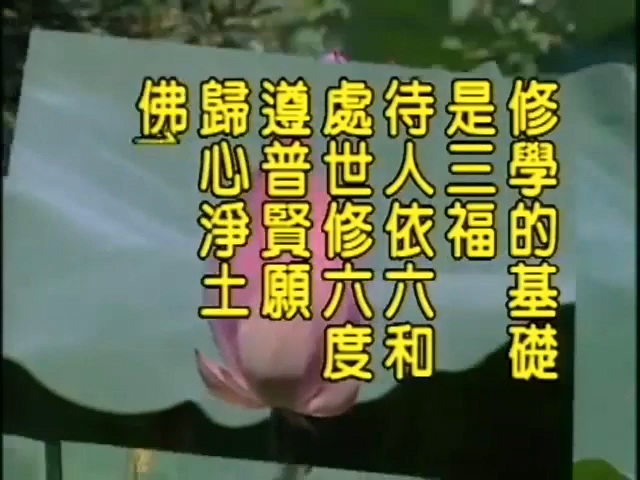 修學的基礎
是三福
待人依六和
處世修六度
遵普賢願
歸心淨土
佛